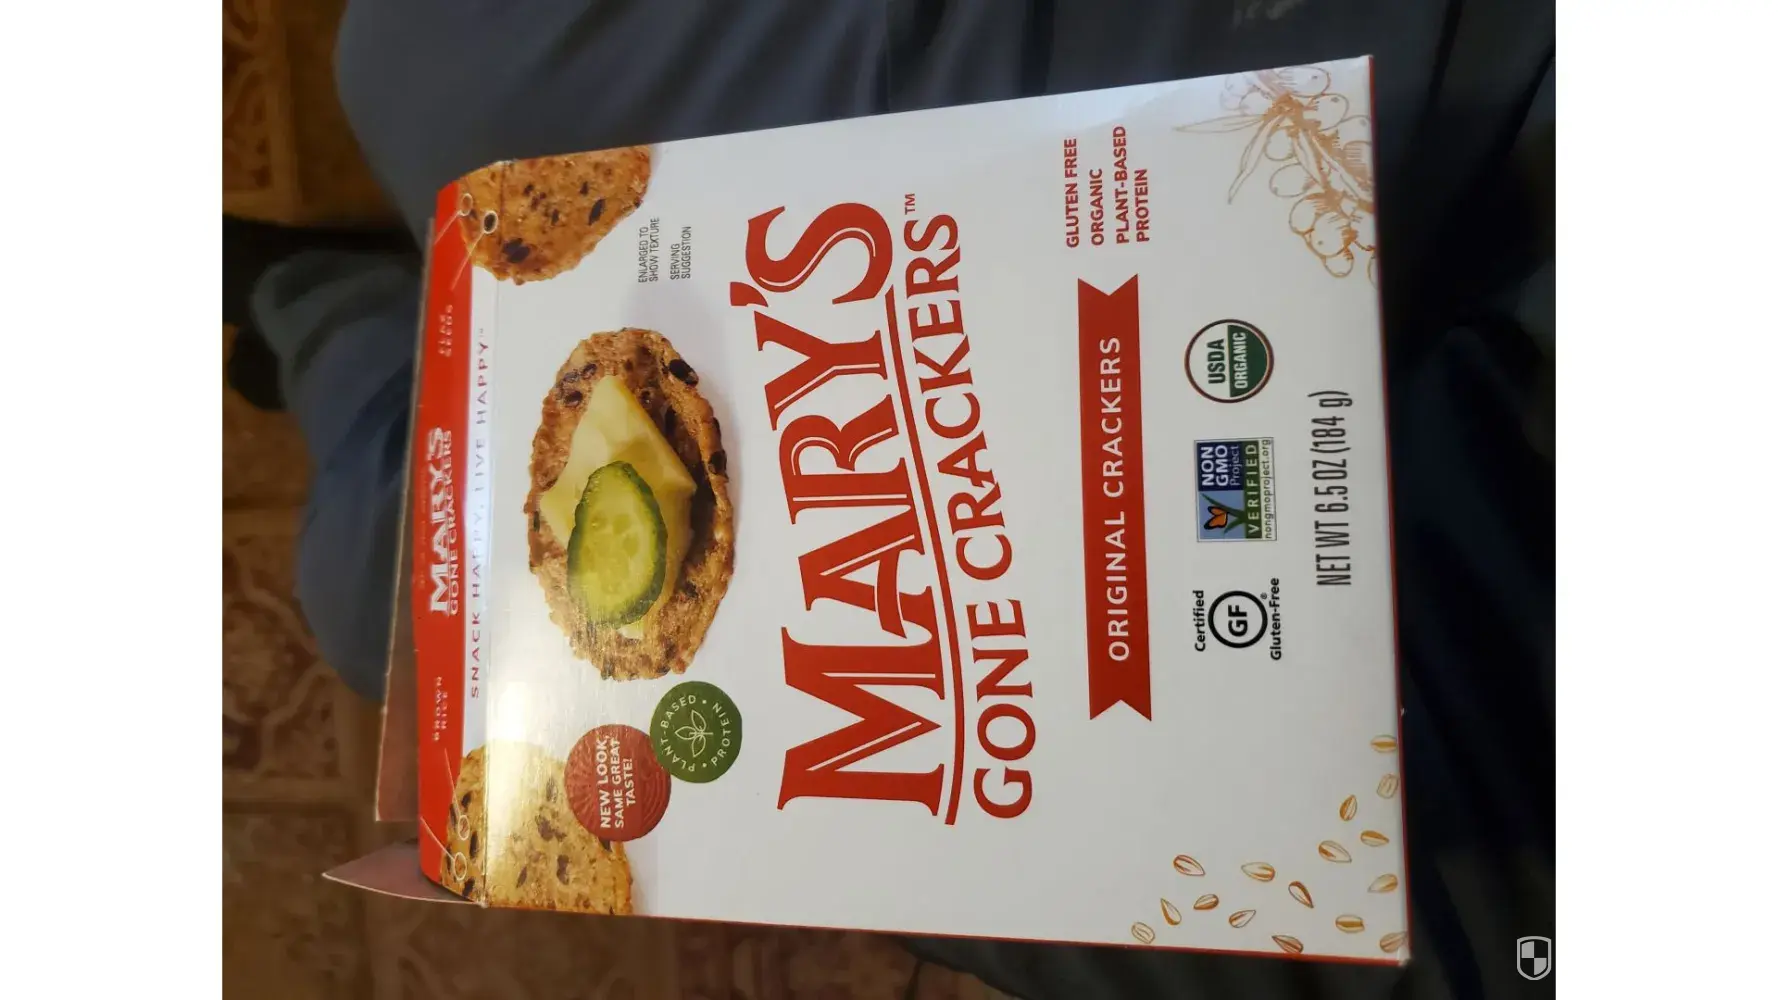 BROWN
RICE
MARY'S
GONE CRACKERS
FLAX
SEEDS
SNACK HAPPY, LIVE HAPPY™
NEW LOOK,
SAME GREAT
TASTE!
PLANT-BASED • PROTEIN •
ENLARGED TO
SHOW TEXTURE
SERVING
SUGGESTION
MARY'S
GONE CRACKERS™
ORIGINAL CRACKERS
GLUTEN FREE
ORGANIC
PLANT-BASED
PROTEIN
Certified
GF
Gluten-Free
NON
GMO
Project
VERIFIED
nongmoproject.org
USDA
ORGANIC
NET WT 6.5 OZ (184 g)